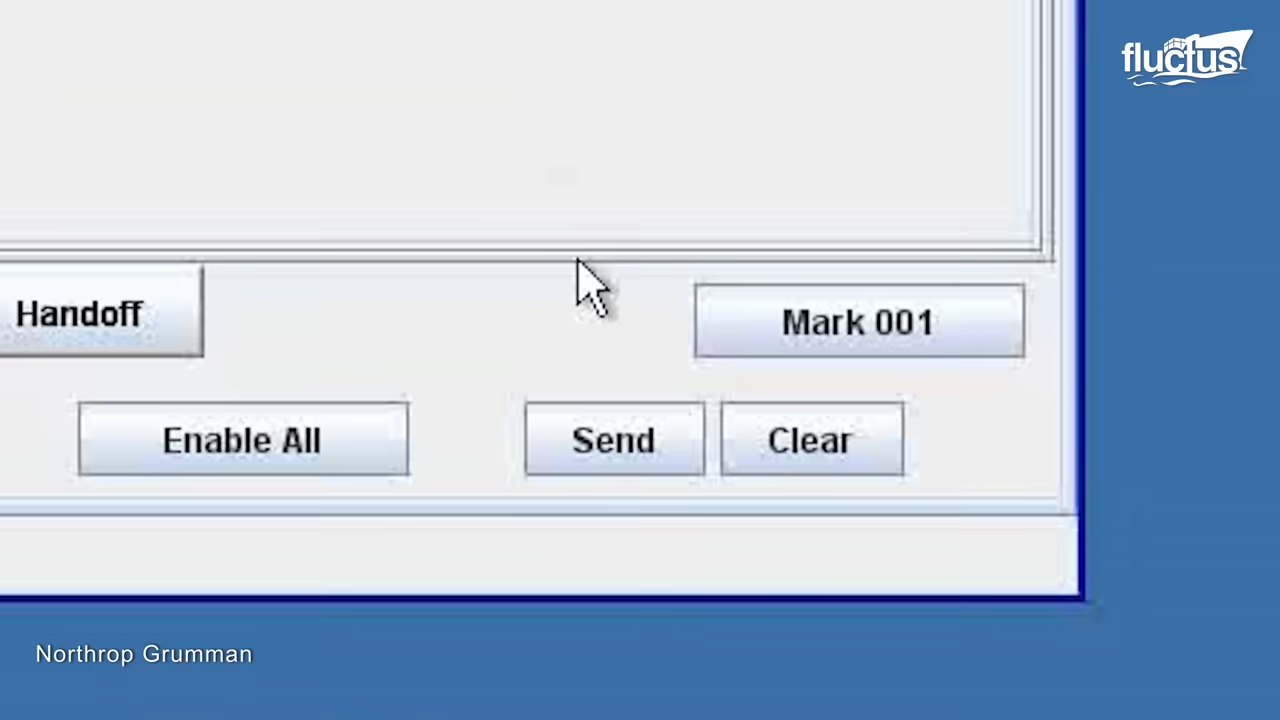 fluctus
Handoff
Mark 001
Enable All
Send
Clear
Northrop Grumman